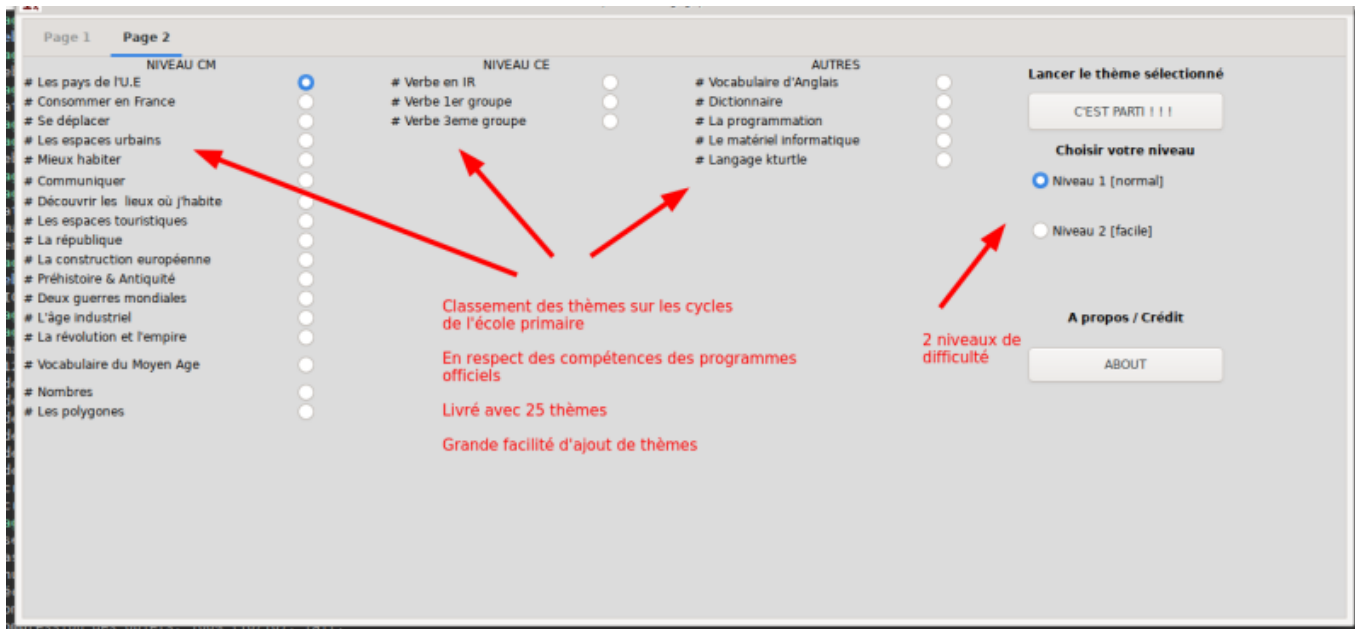 Page 1 Page 2
NIVEAU CM
# Les pays de l'U.E
# Consommer en France
# Se déplacer
# Les espaces urbains
# Mieux habiter
# Communiquer
# Découvrir les lieux où j'habite
# Les espaces touristiques
# La république
# La construction européenne
# Préhistoire & Antiquité
# Deux guerres mondiales
# L'âge industriel
# La révolution et l'empire
# Vocabulaire du Moyen Age
# Nombres
# Les polygones
NIVEAU CE
# Verbe en IR
# Verbe 1er groupe
# Verbe 3eme groupe
AUTRES
# Vocabulaire d'Anglais
# Dictionnaire
# La programmation
# Le matériel informatique
# Langage kturtle
Lancer le thème sélectionné
C'EST PARTI ! ! !
Choisir votre niveau
Niveau 1 [normal]
Niveau 2 [facile]
A propos / Crédit
ABOUT
Classement des thèmes sur les cycles
de l'école primaire
En respect des compétences des programmes
officiels
Livré avec 25 thèmes
Grande facilité d'ajout de thèmes
2 niveaux de
difficulté